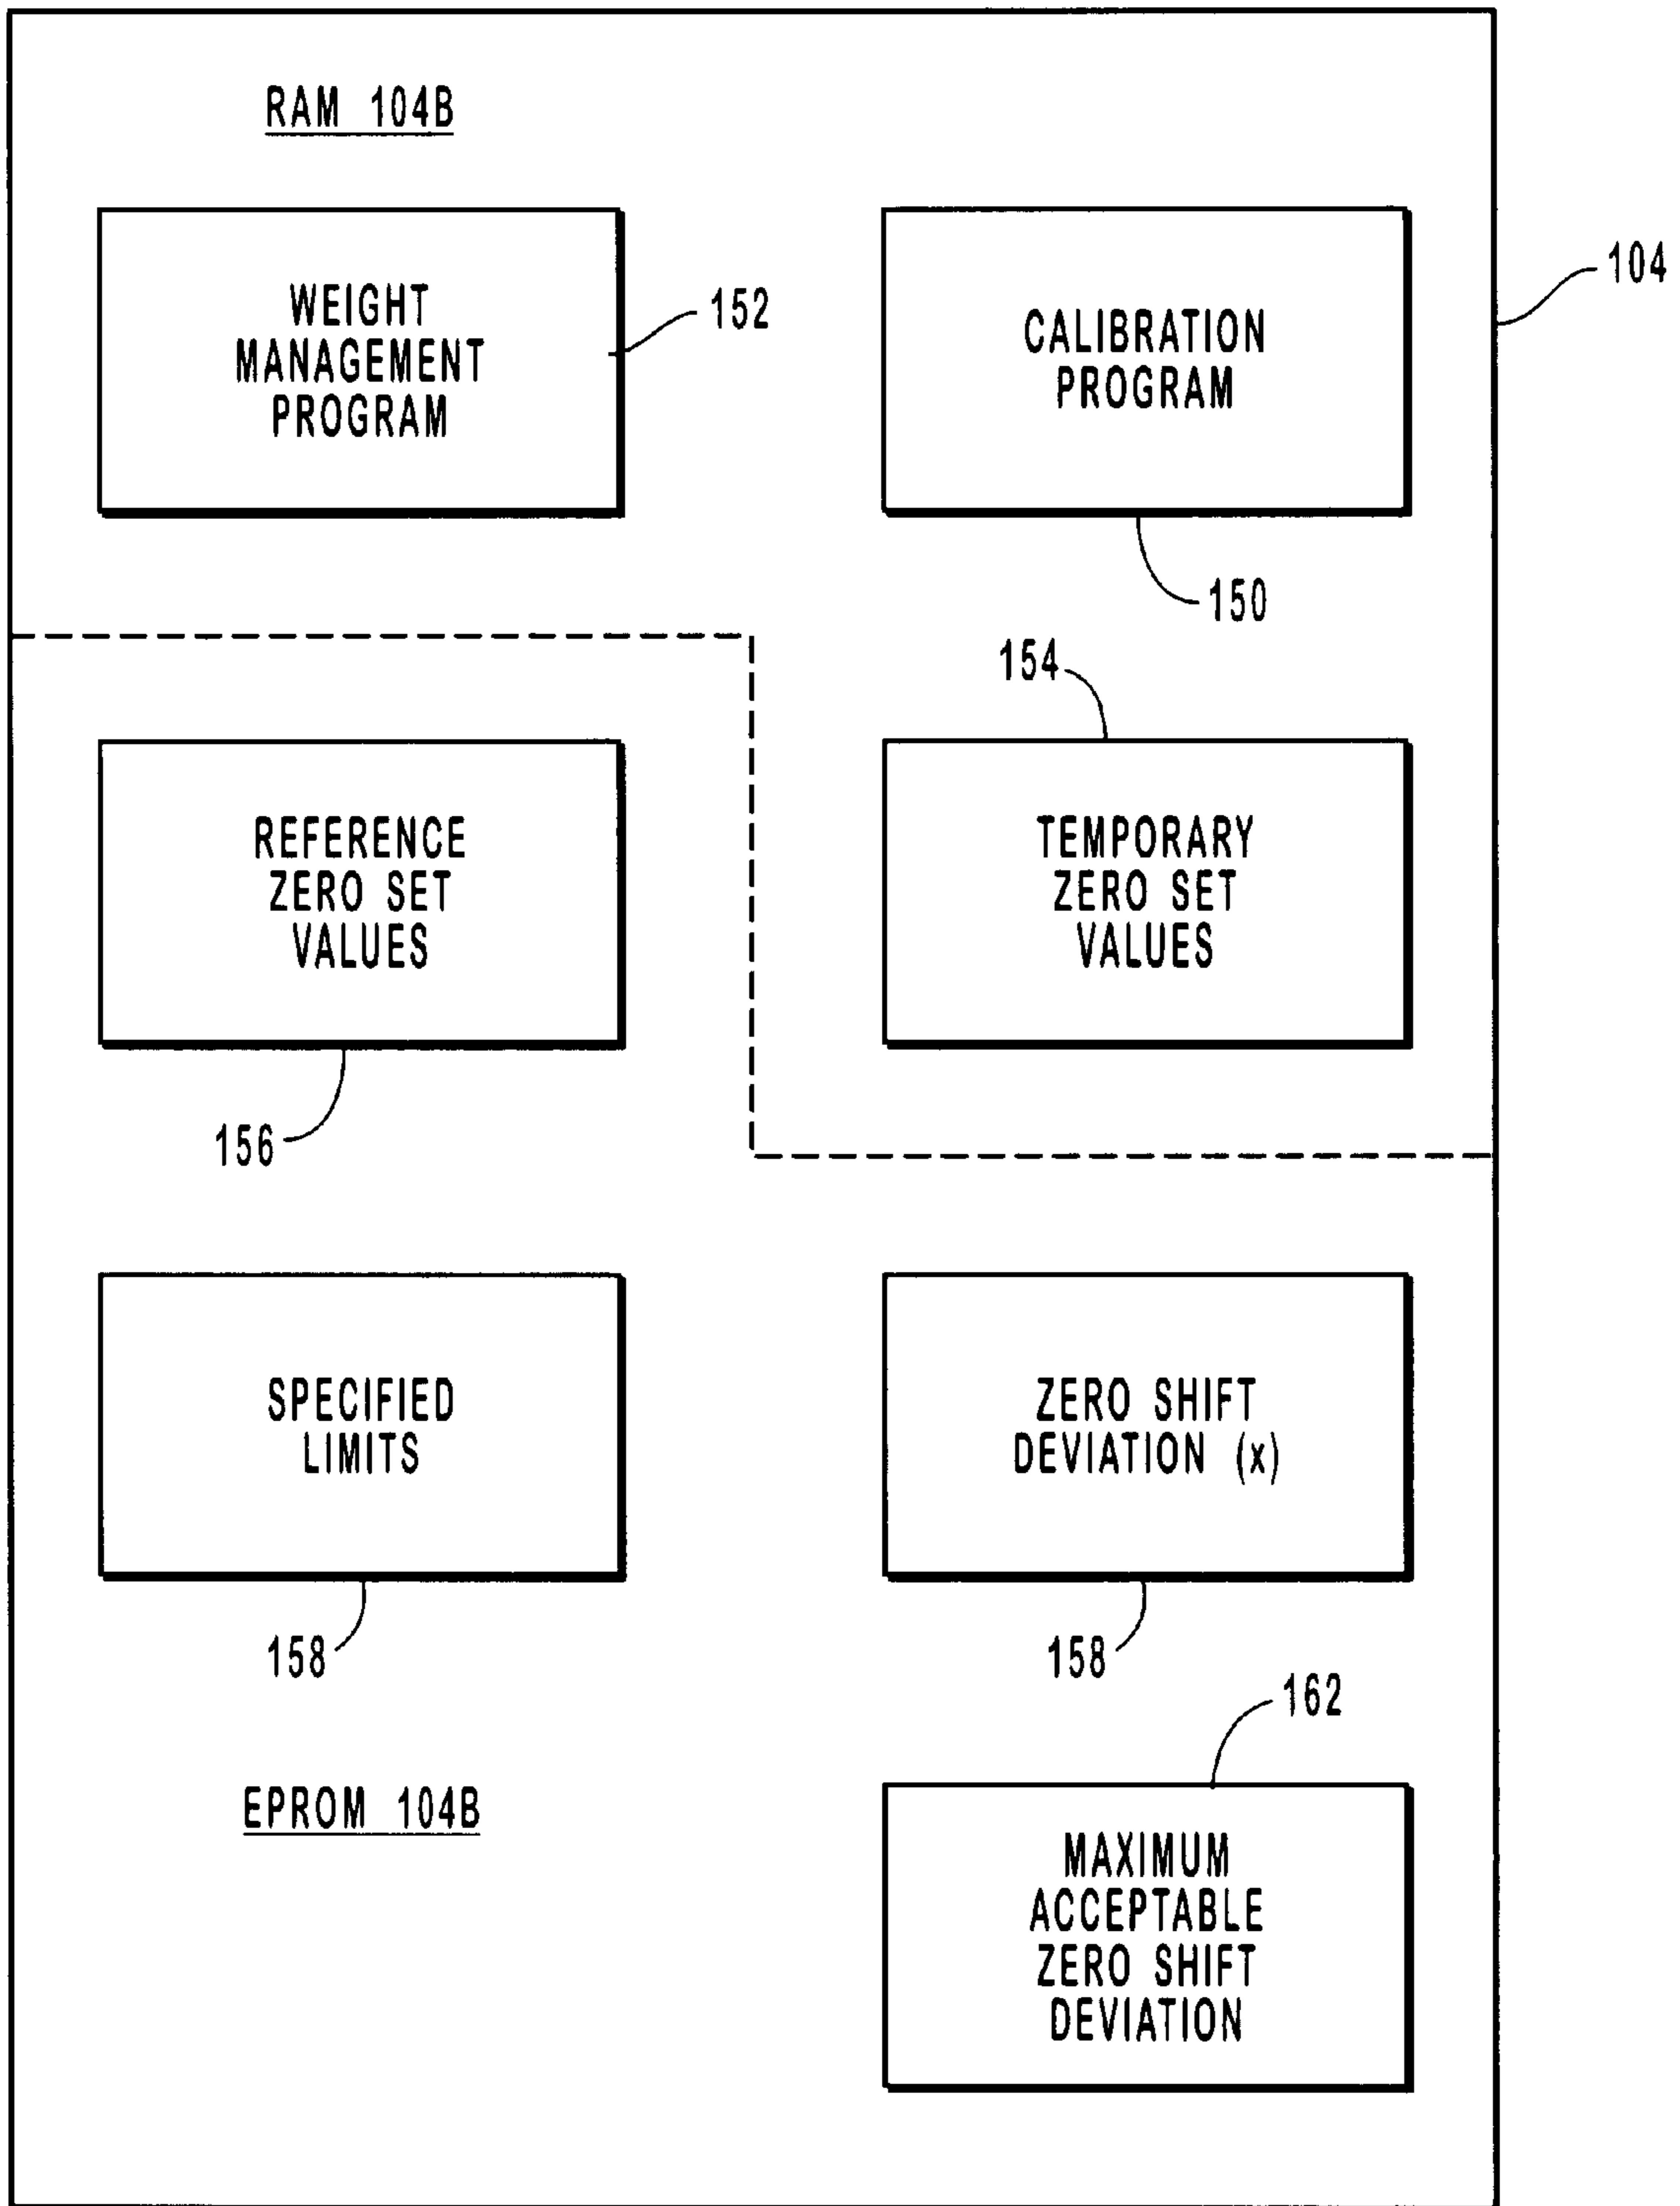 RAM 104B
WEIGHT
MANAGEMENT
PROGRAM
152
CALIBRATION
PROGRAM
104
150
154
REFERENCE
ZERO SET
VALUES
TEMPORARY
ZERO SET
VALUES
156
SPECIFIED
LIMITS
ZERO SHIFT
DEVIATION (x)
158
158
162
EPROM 104B
MAXIMUM
ACCEPTABLE
ZERO SHIFT
DEVIATION